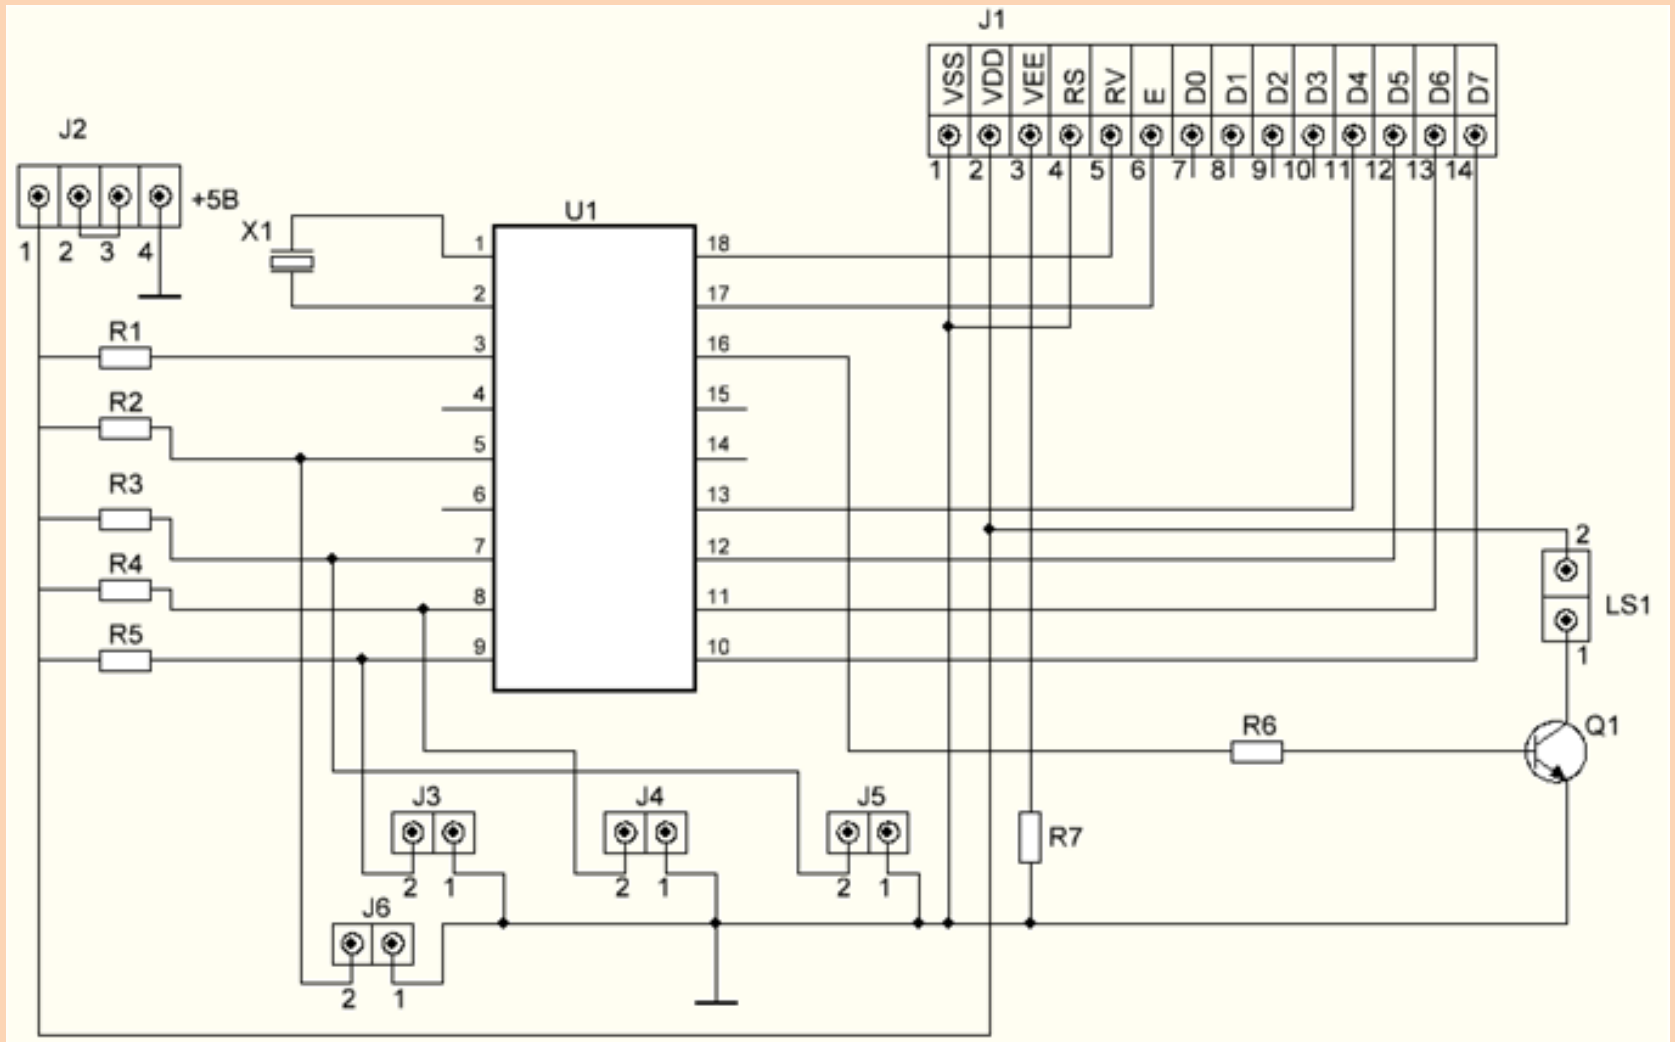 J1
VSS VDD VEE RS RV E D0 D1 D2 D3 D4 D5 D6 D7
1 2 3 4 5 6 7 8 9 10 11 12 13 14
J2
+5В
1 2 3 4
X1
U1
1 18
2 17
R1
3 16
R2
4 15
5 14
R3
6 13
R4
7 12
8 11
R5
9 10
2
LS1
1
R6
Q1
J3
2 1
J4
2 1
J5
2 1
R7
J6
2 1